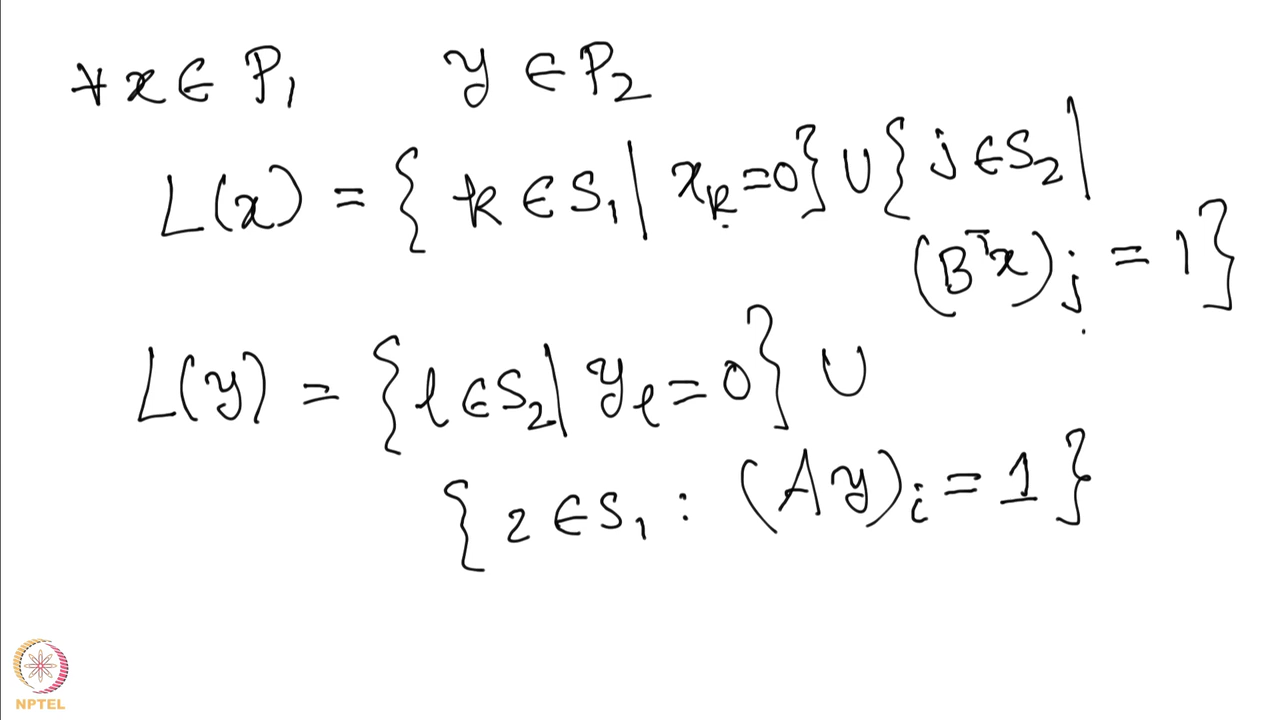 ∀ x ∈ P₁ y ∈ P₂
L(x) = { k ∈ S₁ | x_k = 0 } ∪ { j ∈ S₂ |
(Bᵀx)_j = 1 }
L(y) = { l ∈ S₂ | y_l = 0 } ∪
{ i ∈ S₁ : (Ay)_i = 1 }
NPTEL